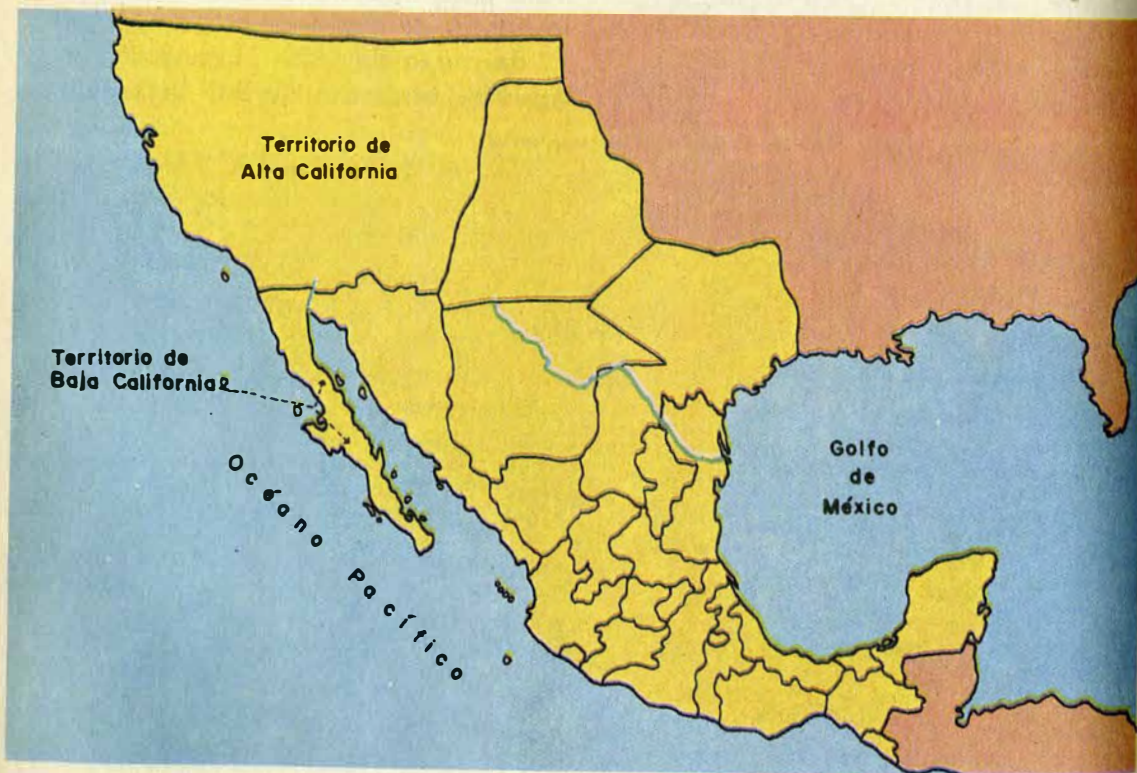 Territorio de
Alta California
Territorio de
Baja California
Océano Pacífico
Golfo
de
México